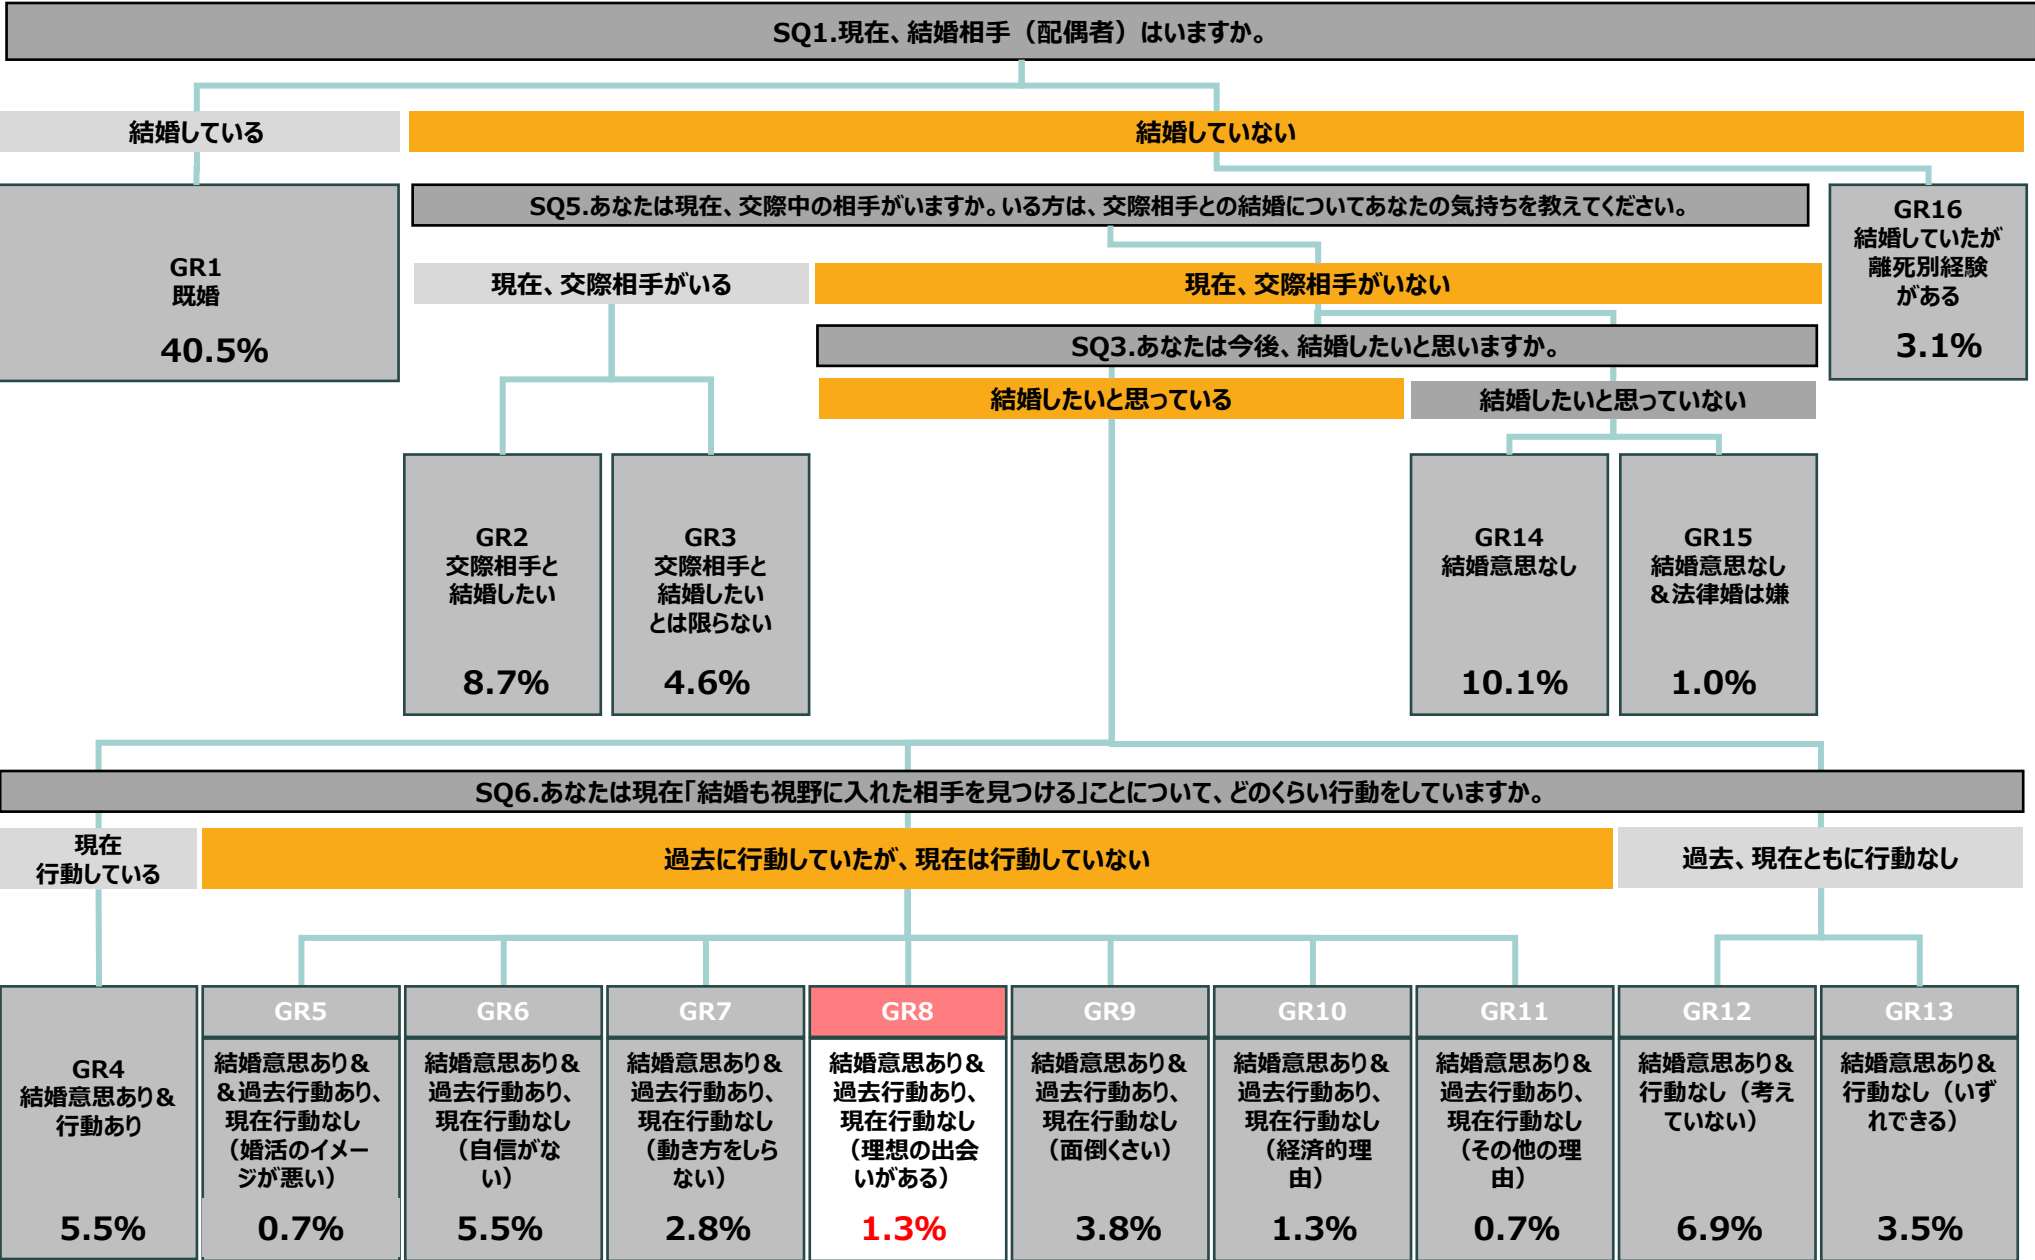 SQ1.現在、結婚相手（配偶者）はいますか。
結婚している
結婚していない
GR1
既婚
40.5%
SQ5.あなたは現在、交際中の相手がいますか。いる方は、交際相手との結婚についてあなたの気持ちを教えてください。
GR16
結婚していたが
離死別経験
がある
3.1%
現在、交際相手がいる
現在、交際相手がいない
SQ3.あなたは今後、結婚したいと思いますか。
結婚したいと思っている
結婚したいと思っていない
GR2
交際相手と
結婚したい
8.7%
GR3
交際相手と
結婚したい
とは限らない
4.6%
GR14
結婚意思なし
10.1%
GR15
結婚意思なし
＆法律婚は嫌
1.0%
SQ6.あなたは現在「結婚も視野に入れた相手を見つける」ことについて、どのくらい行動をしていますか。
現在
行動している
過去に行動していたが、現在は行動していない
過去、現在ともに行動なし
GR4
結婚意思あり＆
行動あり
5.5%
GR5
結婚意思あり＆
＆過去行動あり、
現在行動なし
（婚活のイメー
ジが悪い）
0.7%
GR6
結婚意思あり＆
過去行動あり、
現在行動なし
（自信がな
い）
5.5%
GR7
結婚意思あり＆
過去行動あり、
現在行動なし
（動き方をしら
ない）
2.8%
GR8
結婚意思あり＆
過去行動あり、
現在行動なし
（理想の出会
いがある）
1.3%
GR9
結婚意思あり＆
過去行動あり、
現在行動なし
（面倒くさい）
3.8%
GR10
結婚意思あり＆
過去行動あり、
現在行動なし
（経済的理
由）
1.3%
GR11
結婚意思あり＆
過去行動あり、
現在行動なし
（その他の理
由）
0.7%
GR12
結婚意思あり＆
行動なし（考え
ていない）
6.9%
GR13
結婚意思あり＆
行動なし（いず
れできる）
3.5%